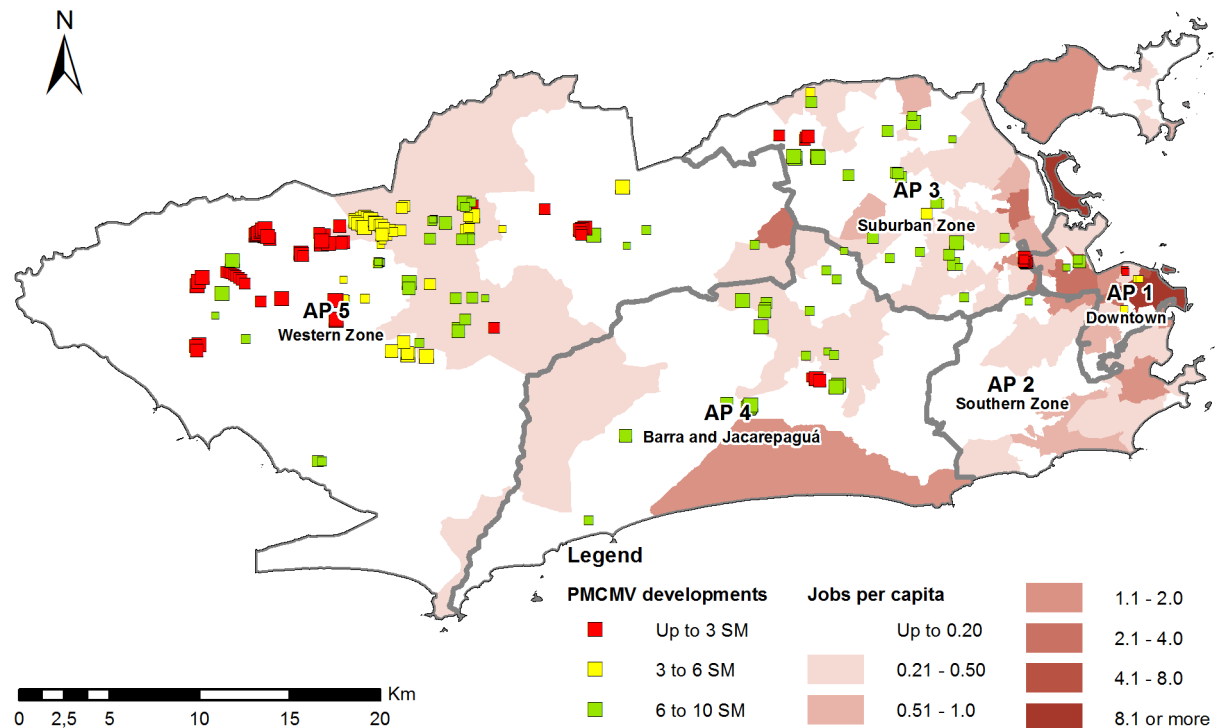 N
AP 3
Suburban Zone
AP 1
Downtown
AP 5
Western Zone
AP 2
Southern Zone
AP 4
Barra and Jacarepaguá
Legend
PMCMV developments
Up to 3 SM
3 to 6 SM
6 to 10 SM
Jobs per capita
Up to 0.20
0.21 - 0.50
0.51 - 1.0
1.1 - 2.0
2.1 - 4.0
4.1 - 8.0
8.1 or more
Km
0 2,5 5 10 15 20